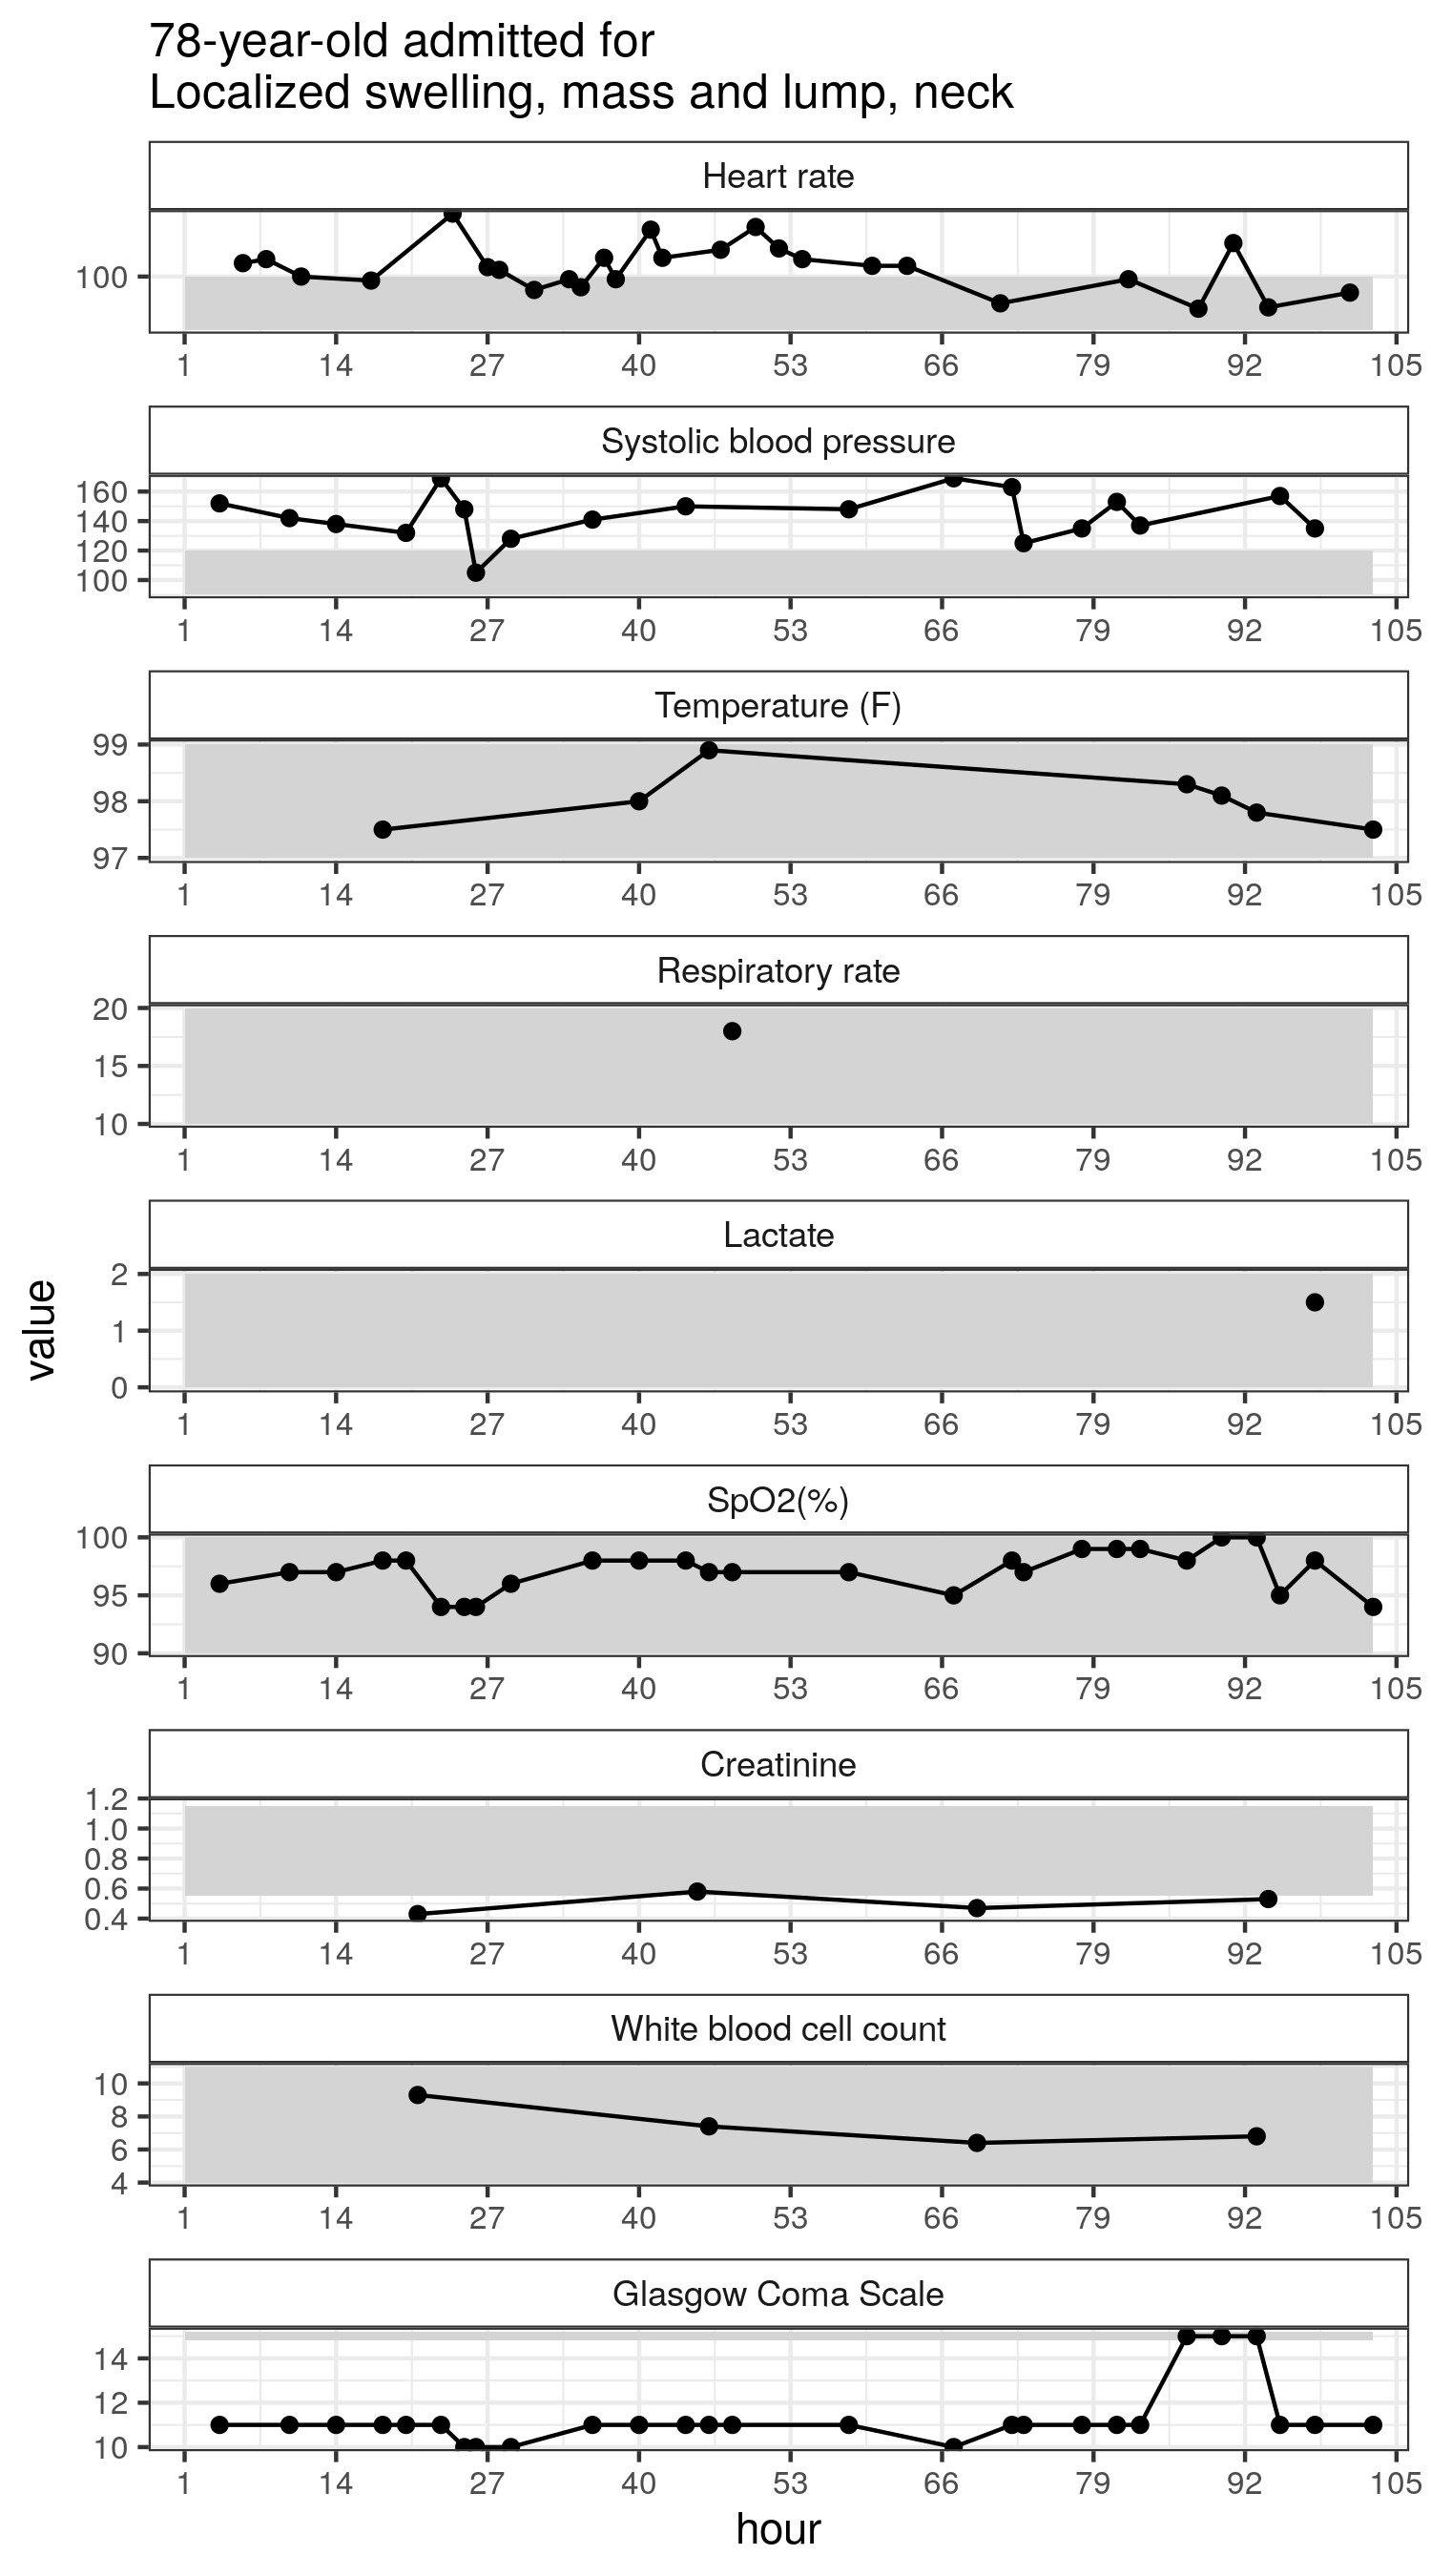 78-year-old admitted for
Localized swelling, mass and lump, neck
Heart rate
100
1 14 27 40 53 66 79 92 105
Systolic blood pressure
160
140
120
100
1 14 27 40 53 66 79 92 105
Temperature (F)
99
98
97
1 14 27 40 53 66 79 92 105
Respiratory rate
20
15
10
1 14 27 40 53 66 79 92 105
Lactate
2
1
0
1 14 27 40 53 66 79 92 105
value
SpO2(%)
100
95
90
1 14 27 40 53 66 79 92 105
Creatinine
1.2
1.0
0.8
0.6
0.4
1 14 27 40 53 66 79 92 105
White blood cell count
10
8
6
4
1 14 27 40 53 66 79 92 105
Glasgow Coma Scale
14
12
10
1 14 27 40 53 66 79 92 105
hour